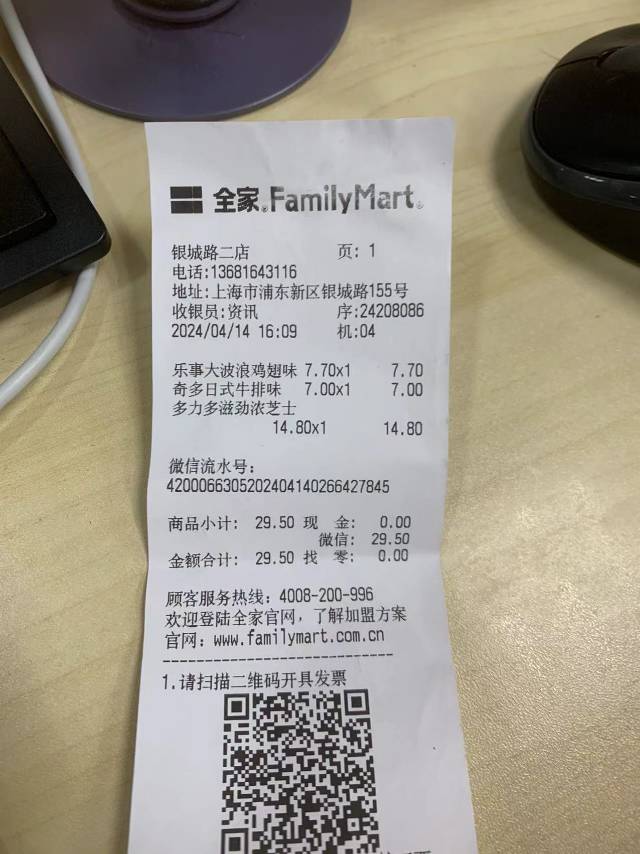 全家®FamilyMart®
银城路二店 页: 1
电话:13681643116
地址:上海市浦东新区银城路155号
收银员:资讯 序:24208086
2024/04/14 16:09 机:04
乐事大波浪鸡翅味 7.70x1 7.70
奇多日式牛排味 7.00x1 7.00
多力多滋劲浓芝士
14.80x1 14.80
微信流水号:
4200066305202404140266427845
商品小计: 29.50 现 金: 0.00
微信: 29.50
金额合计: 29.50 找 零: 0.00
顾客服务热线: 4008-200-996
欢迎登陆全家官网,了解加盟方案
官网: www.familymart.com.cn
--------------------------------
1.请扫描二维码开具发票